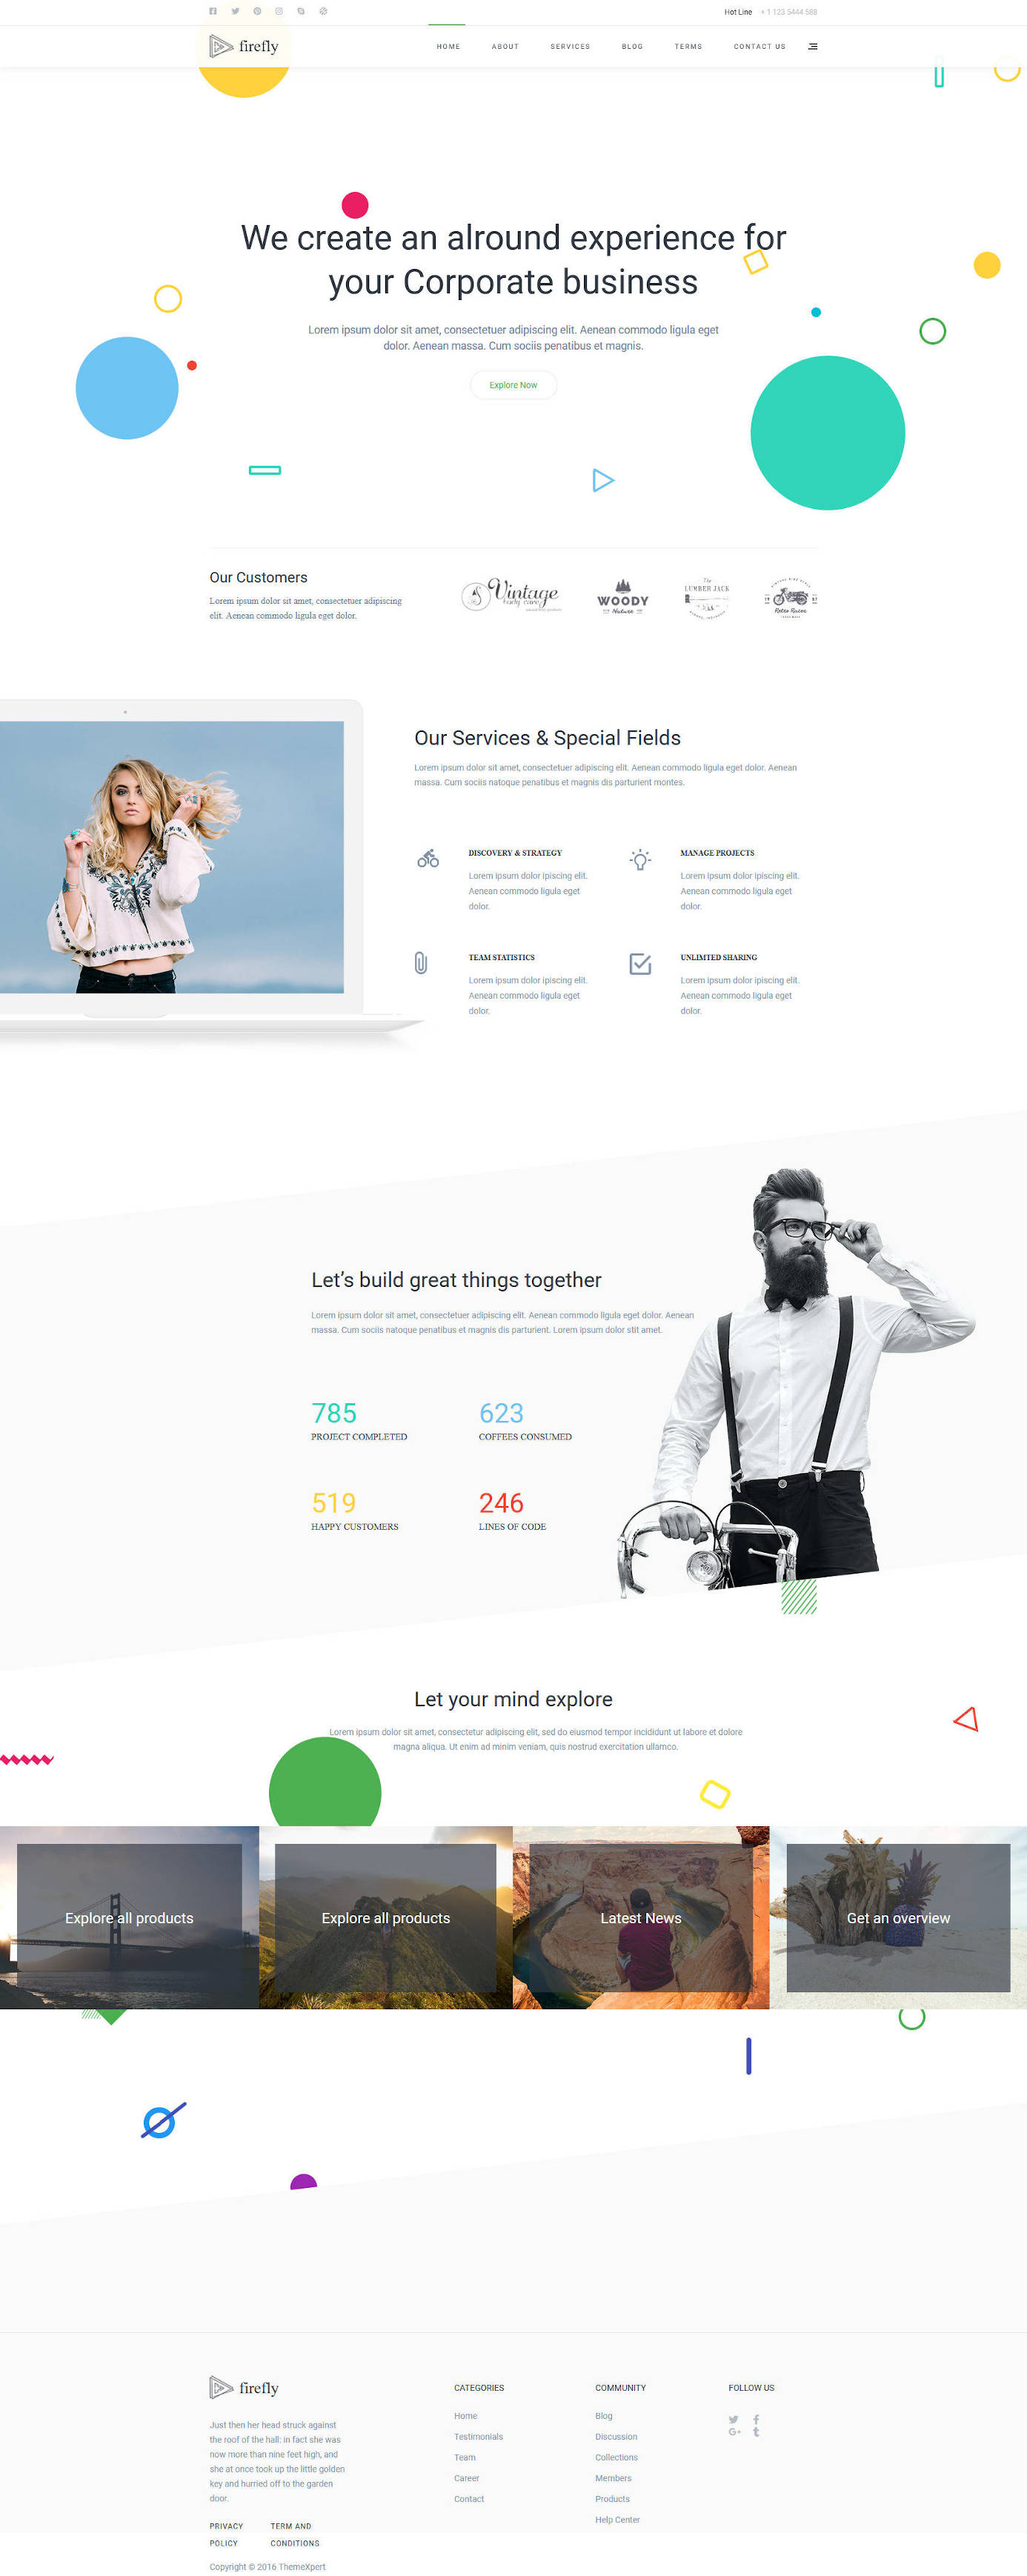 Hot Line + 1 123 5444 588
firefly
HOME ABOUT SERVICES BLOG TERMS CONTACT US
We create an alround experience for
your Corporate business
Lorem ipsum dolor sit amet, consectetuer adipiscing elit. Aenean commodo ligula eget
dolor. Aenean massa. Cum sociis penatibus et magnis.
Explore Now
Our Customers
Lorem ipsum dolor sit amet, consectetuer adipiscing
elit. Aenean commodo ligula eget dolor.
Vintage
body care
WOODY
Nature
The
LUMBER JACK
Retro Racer
Our Services & Special Fields
Lorem ipsum dolor sit amet, consectetuer adipiscing elit. Aenean commodo ligula eget dolor. Aenean
massa. Cum sociis natoque penatibus et magnis dis parturient montes.
DISCOVERY & STRATEGY
Lorem ipsum dolor ipiscing elit.
Aenean commodo ligula eget
dolor.
MANAGE PROJECTS
Lorem ipsum dolor ipiscing elit.
Aenean commodo ligula eget
dolor.
TEAM STATISTICS
Lorem ipsum dolor ipiscing elit.
Aenean commodo ligula eget
dolor.
UNLIMTED SHARING
Lorem ipsum dolor ipiscing elit.
Aenean commodo ligula eget
dolor.
Let's build great things together
Lorem ipsum dolor sit amet, consectetuer adipiscing elit. Aenean commodo ligula eget dolor. Aenean
massa. Cum sociis natoque penatibus et magnis dis parturient. Lorem ipsum dolor stit amet.
785
PROJECT COMPLETED
623
COFFEES CONSUMED
519
HAPPY CUSTOMERS
246
LINES OF CODE
Let your mind explore
Lorem ipsum dolor sit amet, consectetur adipiscing elit, sed do eiusmod tempor incididunt ut labore et dolore
magna aliqua. Ut enim ad minim veniam, quis nostrud exercitation ullamco.
Explore all products
Explore all products
Latest News
Get an overview
firefly
Just then her head struck against
the roof of the hall: in fact she was
now more than nine feet high, and
she at once took up the little golden
key and hurried off to the garden
door.
PRIVACY
POLICY
TERM AND
CONDITIONS
Copyright © 2016 ThemeXpert
CATEGORIES
Home
Testimonials
Team
Career
Contact
COMMUNITY
Blog
Discussion
Collections
Members
Products
Help Center
FOLLOW US